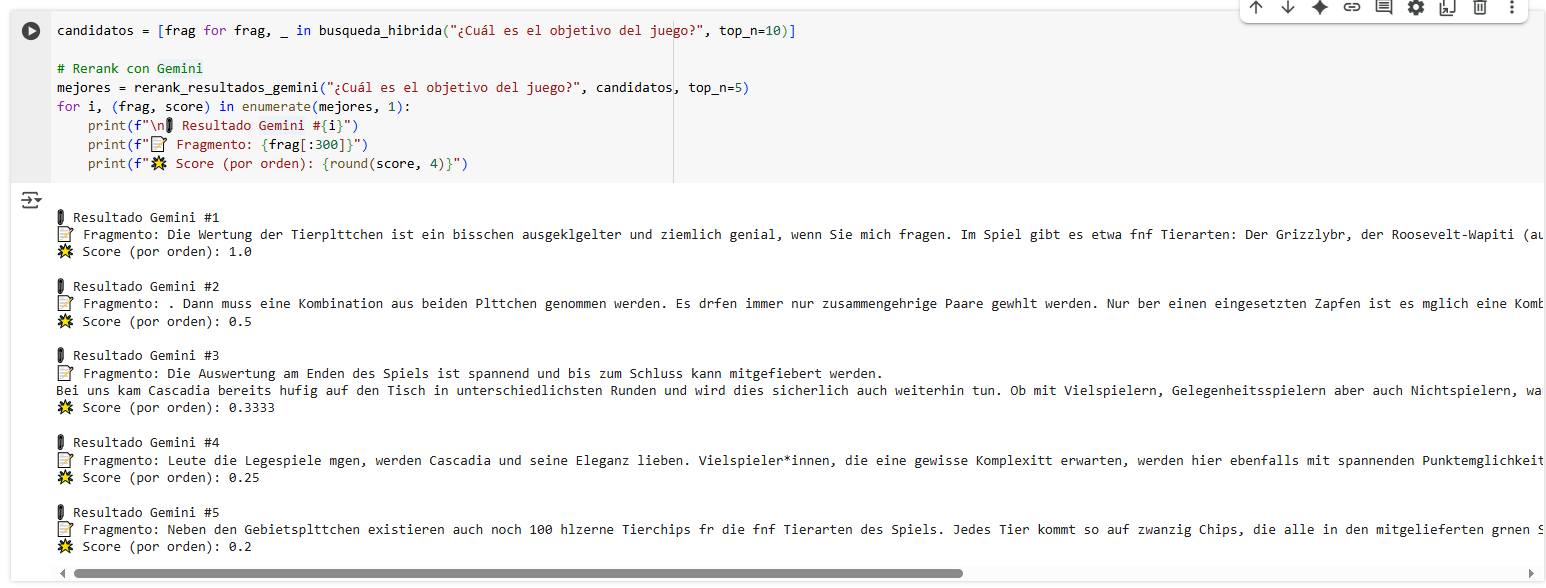 candidatos = [frag for frag, _ in busqueda_hibrida("¿Cuál es el objetivo del juego?", top_n=10)]
# Rerank con Gemini
mejores = rerank_resultados_gemini("¿Cuál es el objetivo del juego?", candidatos, top_n=5)
for i, (frag, score) in enumerate(mejores, 1):
    print(f"\n Resultado Gemini #{i}")
    print(f"📝 Fragmento: {frag[:300]}")
    print(f"🌟 Score (por orden): {round(score, 4)}")
Resultado Gemini #1
📝 Fragmento: Die Wertung der Tierplttchen ist ein bisschen ausgeklgelter und ziemlich genial, wenn Sie mich fragen. Im Spiel gibt es etwa fnf Tierarten: Der Grizzlybr, der Roosevelt-Wapiti (au
🌟 Score (por orden): 1.0
Resultado Gemini #2
📝 Fragmento: . Dann muss eine Kombination aus beiden Plttchen genommen werden. Es drfen immer nur zusammengehrige Paare gewhlt werden. Nur ber einen eingesetzten Zapfen ist es mglich eine Komb
🌟 Score (por orden): 0.5
Resultado Gemini #3
📝 Fragmento: Die Auswertung am Enden des Spiels ist spannend und bis zum Schluss kann mitgefiebert werden.
Bei uns kam Cascadia bereits hufig auf den Tisch in unterschiedlichsten Runden und wird dies sicherlich auch weiterhin tun. Ob mit Vielspielern, Gelegenheitsspielern aber auch Nichtspielern, wa
🌟 Score (por orden): 0.3333
Resultado Gemini #4
📝 Fragmento: Leute die Legespiele mgen, werden Cascadia und seine Eleganz lieben. Vielspieler*innen, die eine gewisse Komplexitt erwarten, werden hier ebenfalls mit spannenden Punktemglichkeit
🌟 Score (por orden): 0.25
Resultado Gemini #5
📝 Fragmento: Neben den Gebietsplttchen existieren auch noch 100 hlzerne Tierchips fr die fnf Tierarten des Spiels. Jedes Tier kommt so auf zwanzig Chips, die alle in den mitgelieferten grnen S
🌟 Score (por orden): 0.2